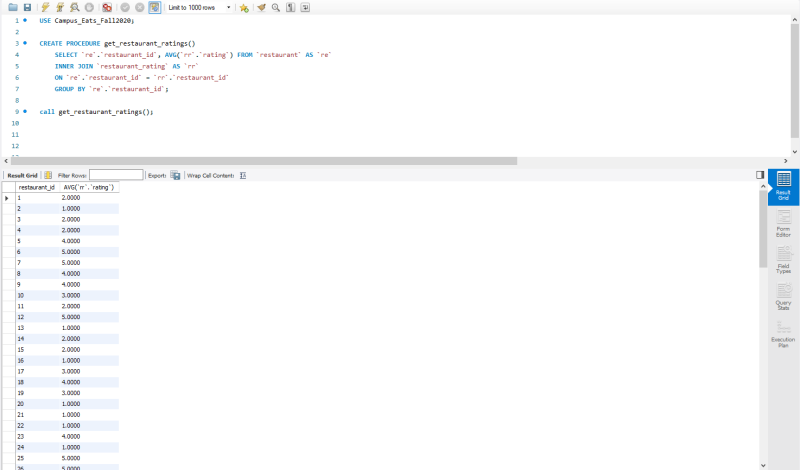 Limit to 1000 rows
1 USE Campus_Eats_Fall2020;
2
3 CREATE PROCEDURE get_restaurant_ratings()
4 SELECT `re`.`restaurant_id`, AVG(`rr`.`rating`) FROM `restaurant` AS `re`
5 INNER JOIN `restaurant_rating` AS `rr`
6 ON `re`.`restaurant_id` = `rr`.`restaurant_id`
7 GROUP BY `re`.`restaurant_id`;
8
9 call get_restaurant_ratings();
10
11
12
13
Result Grid Filter Rows: Export: Wrap Cell Content:
restaurant_id AVG(`rr`.`rating`)
1 2.0000
2 1.0000
3 2.0000
4 2.0000
5 4.0000
6 5.0000
7 5.0000
8 4.0000
9 4.0000
10 3.0000
11 2.0000
12 5.0000
13 1.0000
14 2.0000
15 2.0000
16 1.0000
17 3.0000
18 4.0000
19 3.0000
20 1.0000
21 1.0000
22 1.0000
23 4.0000
24 1.0000
25 5.0000
26 5.0000
Result
Grid
Form
Editor
Field
Types
Query
Stats
Execution
Plan